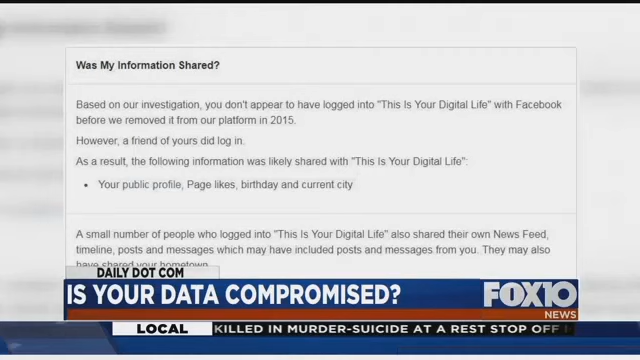 Was My Information Shared?
Based on our investigation, you don't appear to have logged into "This Is Your Digital Life" with Facebook
before we removed it from our platform in 2015.
However, a friend of yours did log in.
As a result, the following information was likely shared with "This Is Your Digital Life":
• Your public profile, Page likes, birthday and current city
A small number of people who logged into "This Is Your Digital Life" also shared their own News Feed,
timeline, posts and messages which may have included posts and messages from you. They may also
have shared your hometown.
DAILY DOT COM
IS YOUR DATA COMPROMISED?
FOX10
NEWS
LOCAL
KILLED IN MURDER-SUICIDE AT A REST STOP OFF